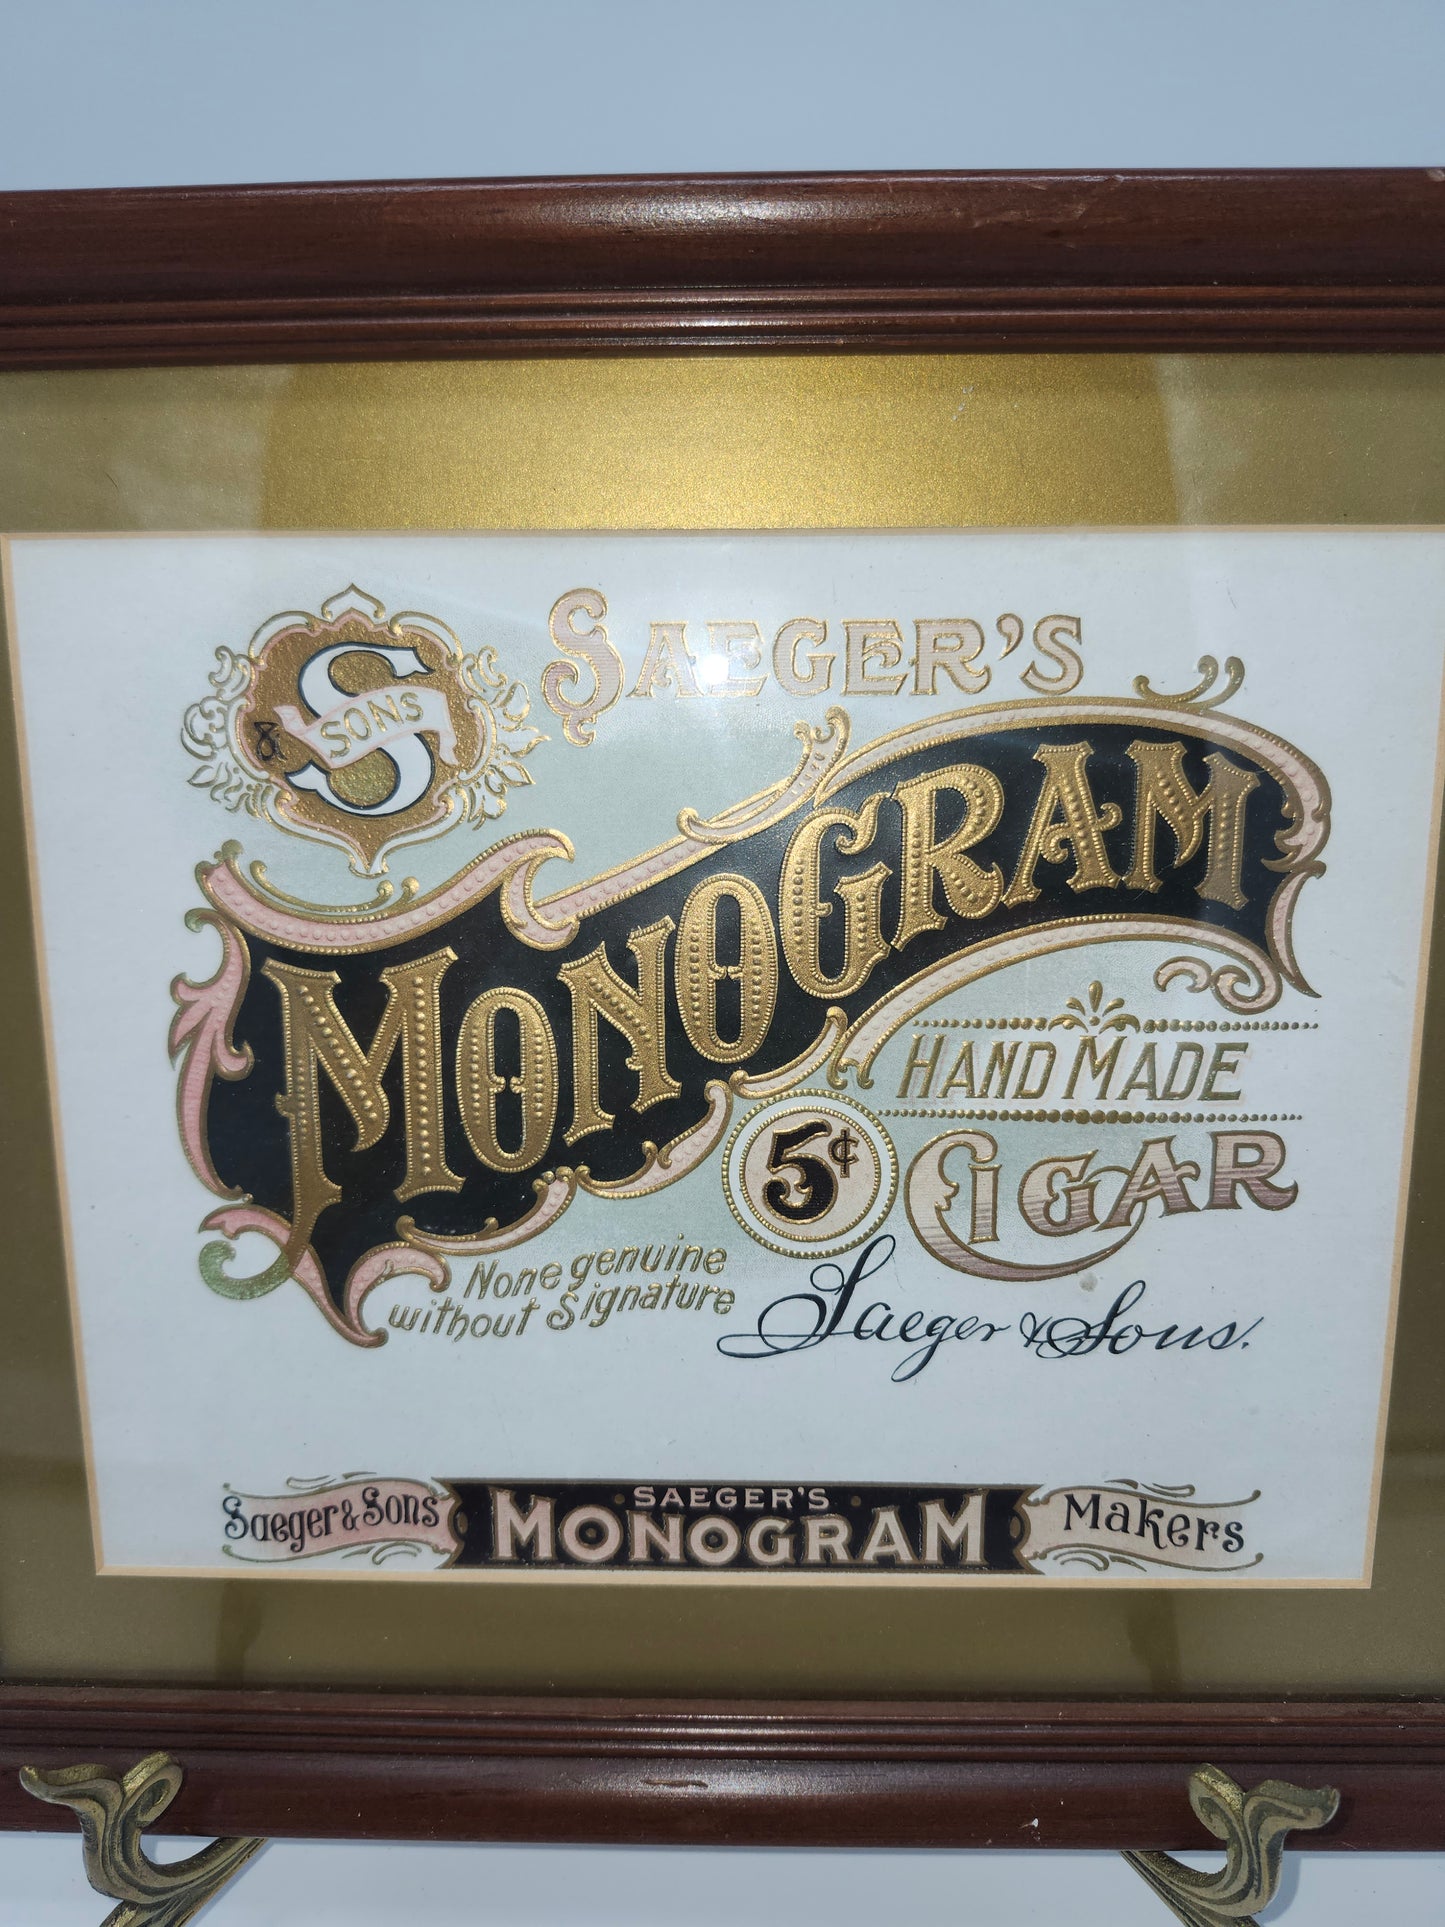 S
& SONS
SAEGER'S
MONOGRAM
HAND MADE
5¢ CIGAR
None genuine
without Signature
Saeger & Sons.
Saeger & Sons
SAEGER'S
MONOGRAM
Makers